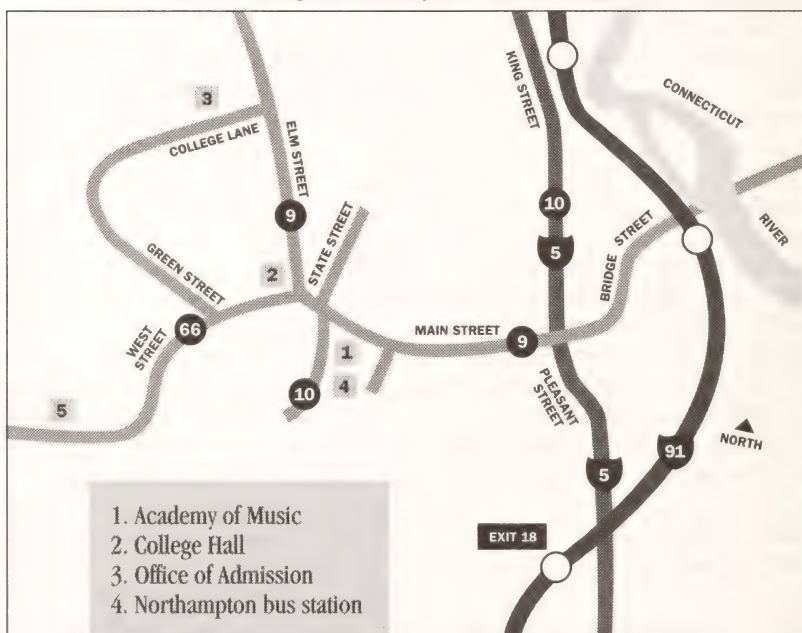 3
COLLEGE LANE
ELM STREET
9
STATE STREET
2
GREEN STREET
66
WEST
STREET
5
10
1
4
MAIN STREET
9
KING STREET
10
5
BRIDGE STREET
CONNECTICUT
RIVER
PLEASANT
STREET
5
91
NORTH
EXIT 18
1. Academy of Music
2. College Hall
3. Office of Admission
4. Northampton bus station